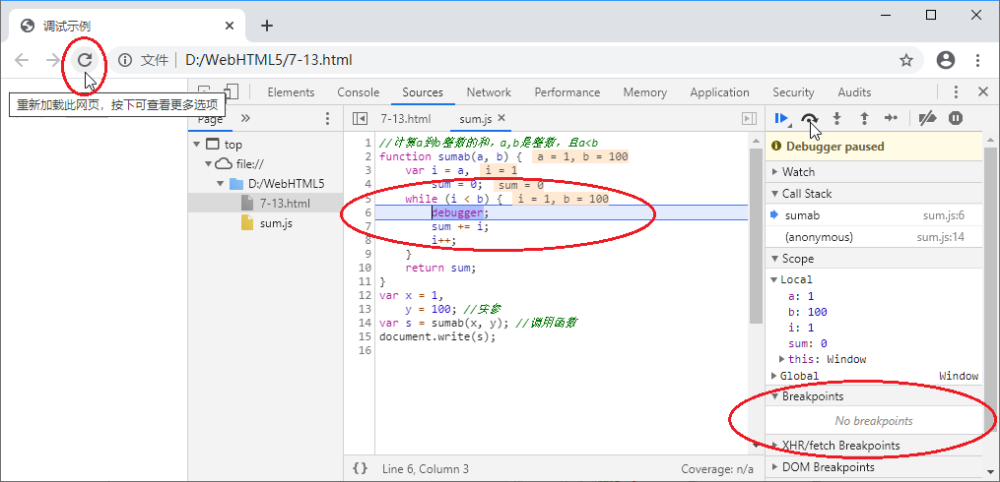 调试示例
文件 D:/WebHTML5/7-13.html
重新加载此网页，按下可查看更多选项
Elements Console Sources Network Performance Memory Application Security Audits
Page
top
file://
D:/WebHTML5
7-13.html
sum.js
7-13.html sum.js
1 //计算a到b整数的和，a,b是整数，且a<b
2 function sumab(a, b) { a = 1, b = 100
3 var i = a, i = 1
4 sum = 0; sum = 0
5 while (i < b) { i = 1, b = 100
6 debugger;
7 sum += i;
8 i++;
9 }
10 return sum;
11 }
12 var x = 1,
13 y = 100; //实参
14 var s = sumab(x, y); //调用函数
15 document.write(s);
16
{} Line 6, Column 3 Coverage: n/a
Debugger paused
Watch
Call Stack
sumab sum.js:6
(anonymous) sum.js:14
Scope
Local
a: 1
b: 100
i: 1
sum: 0
this: Window
Global Window
Breakpoints
No breakpoints
XHR/fetch Breakpoints
DOM Breakpoints